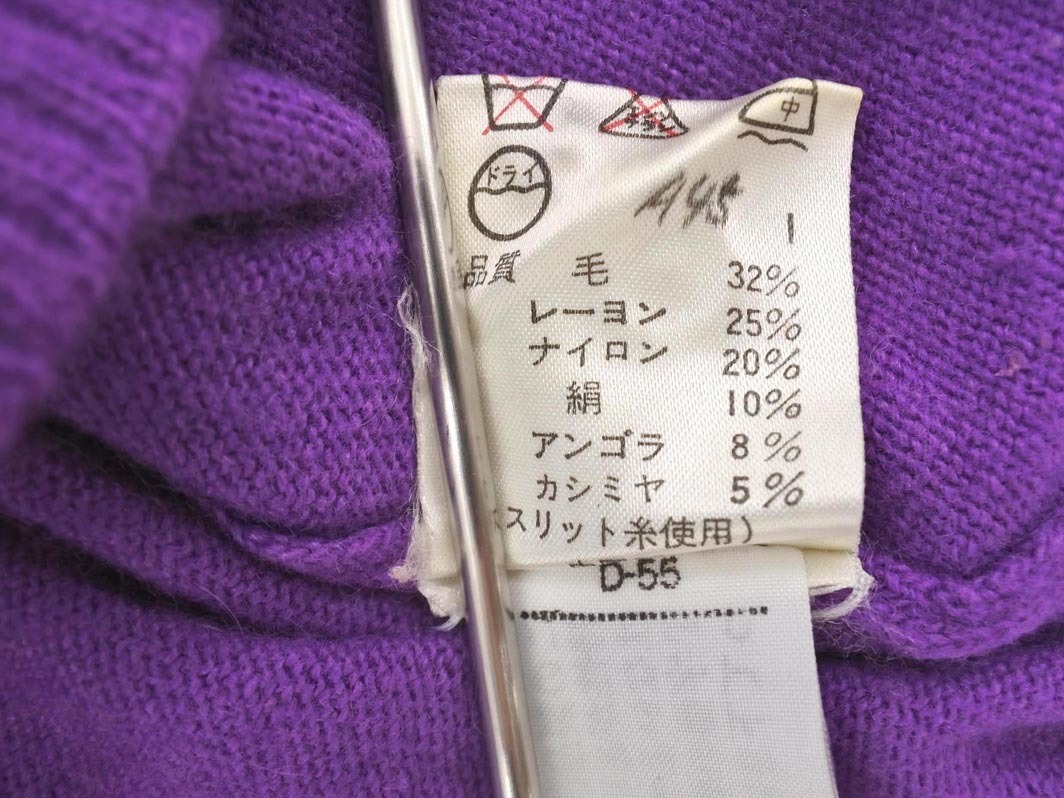 中
ドライ
品質 毛 32%
レーヨン 25%
ナイロン 20%
絹 10%
アンゴラ 8%
カシミヤ 5%
スリット糸使用)
D-55